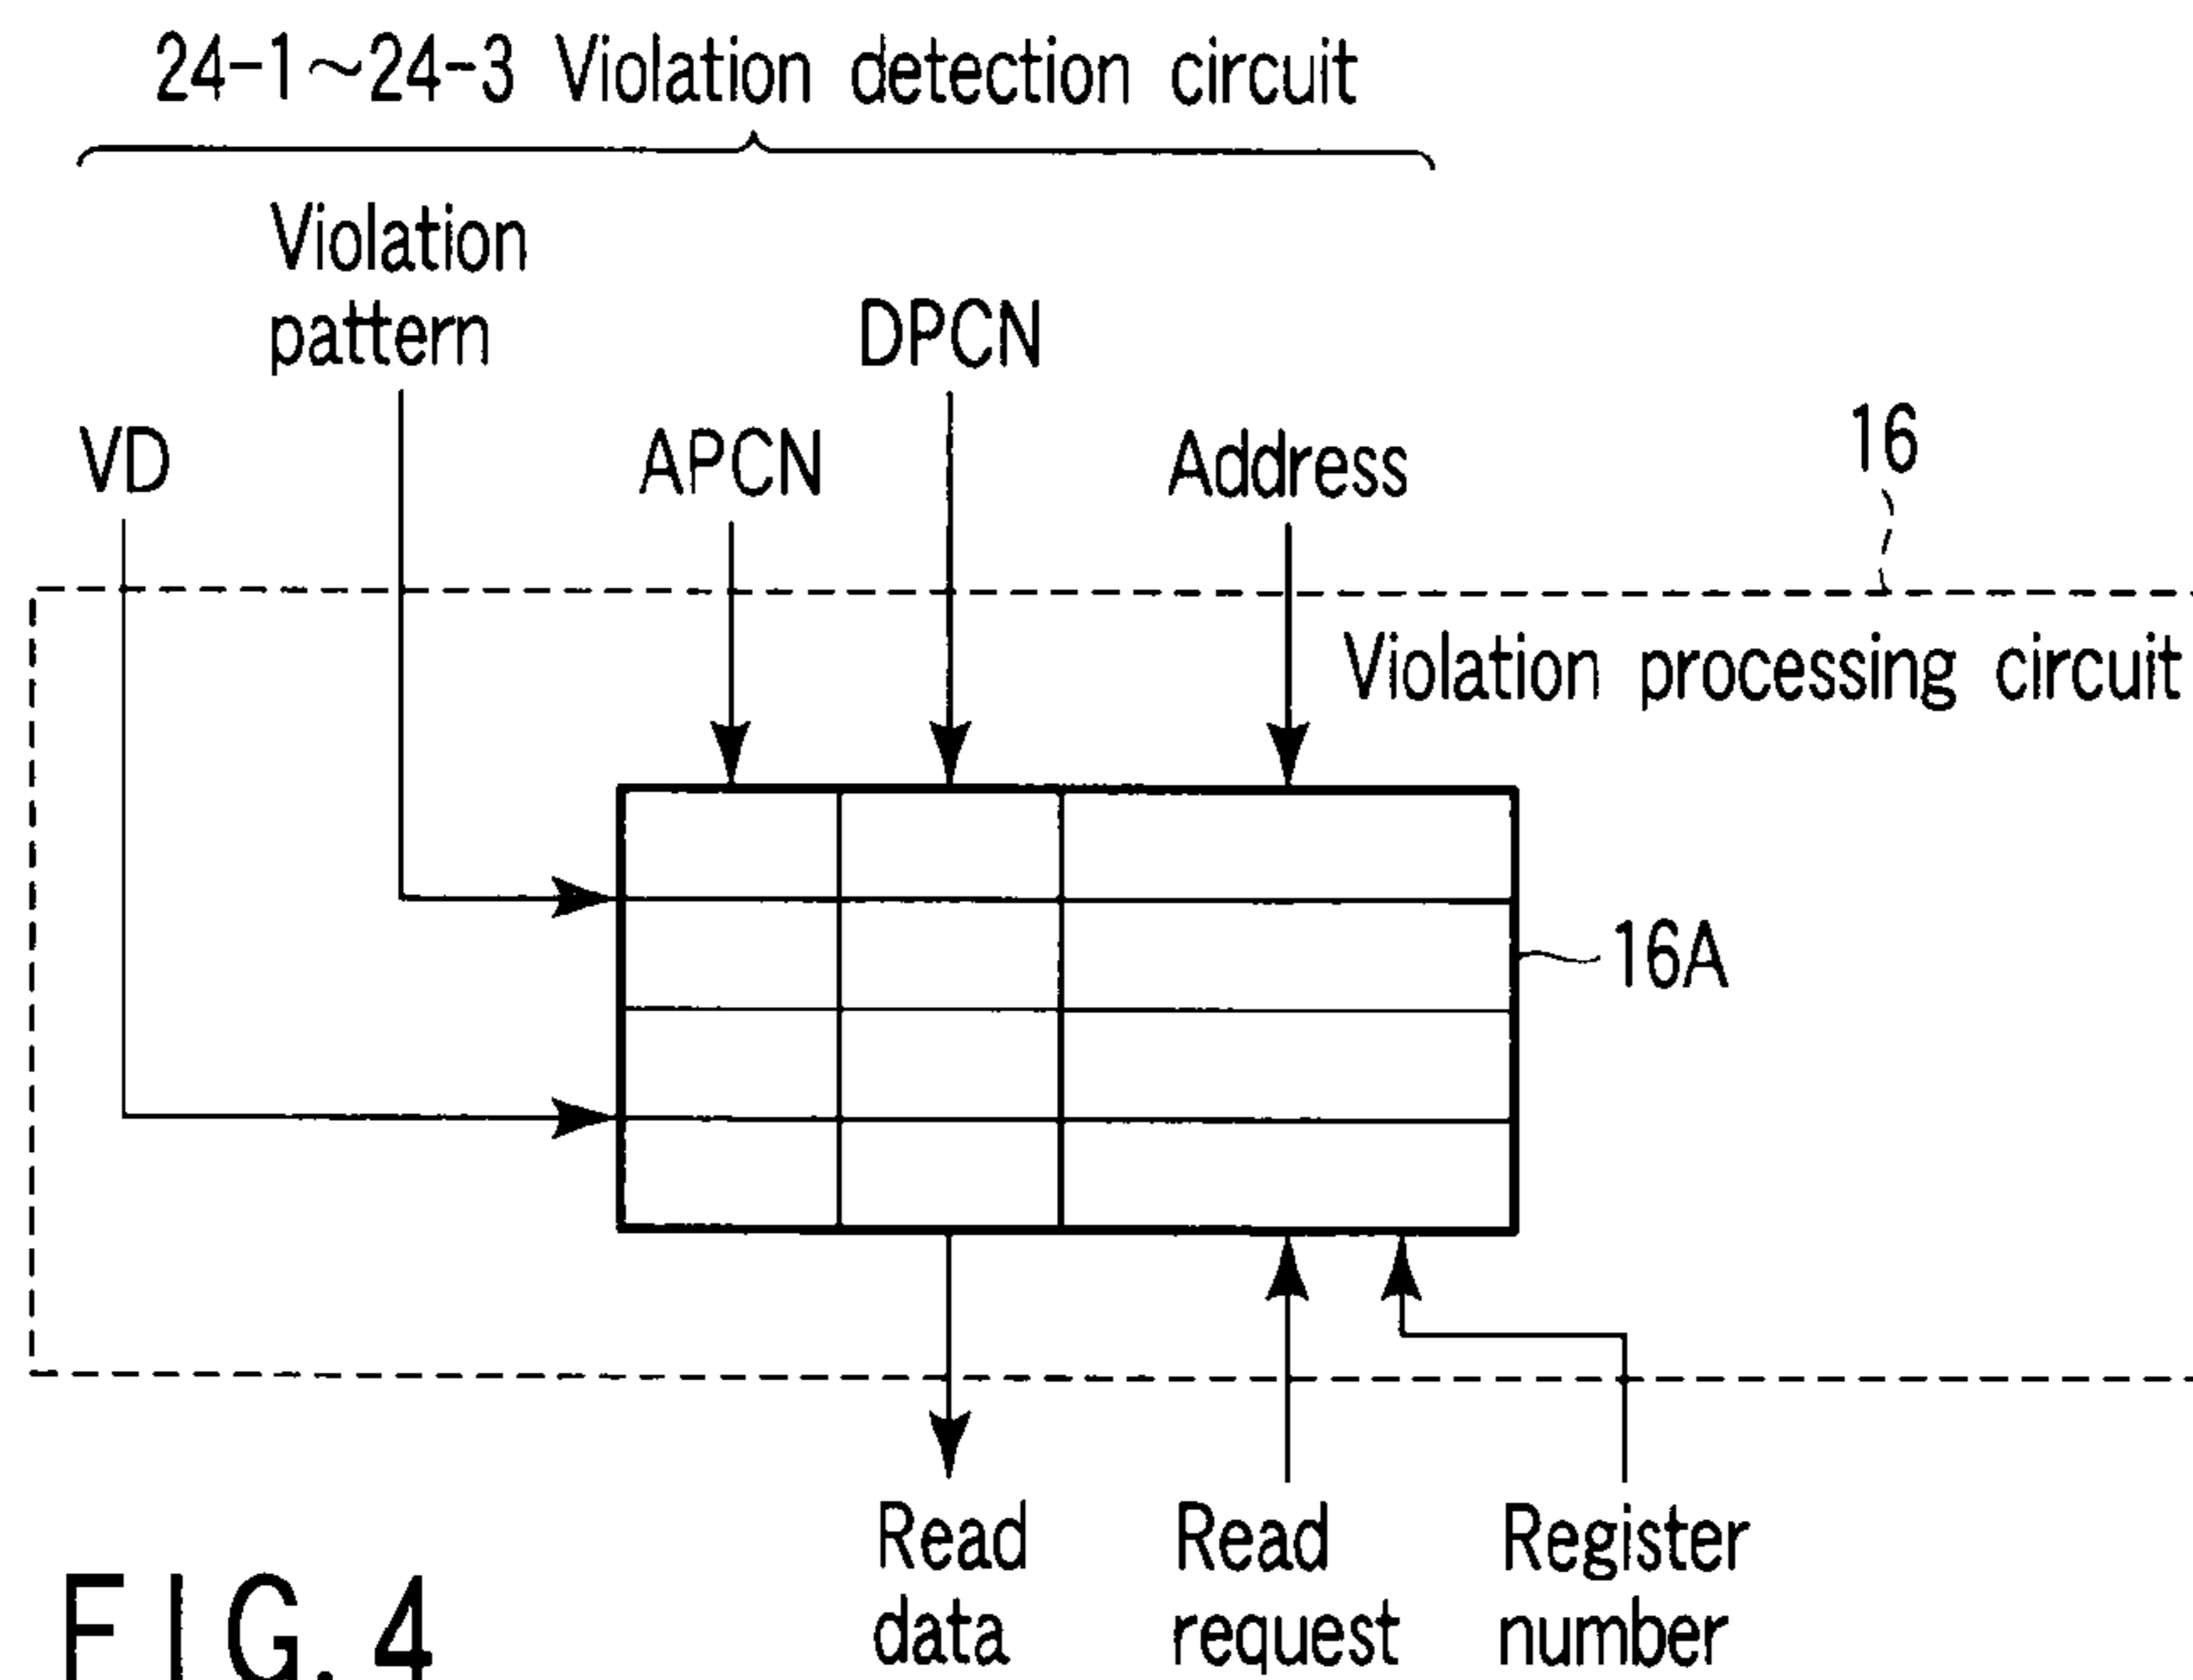 24-1~24-3 Violation detection circuit
Violation
pattern
DPCN
VD
APCN
Address
16
Violation processing circuit
16A
Read
data
Read
request
Register
number
FIG. 4